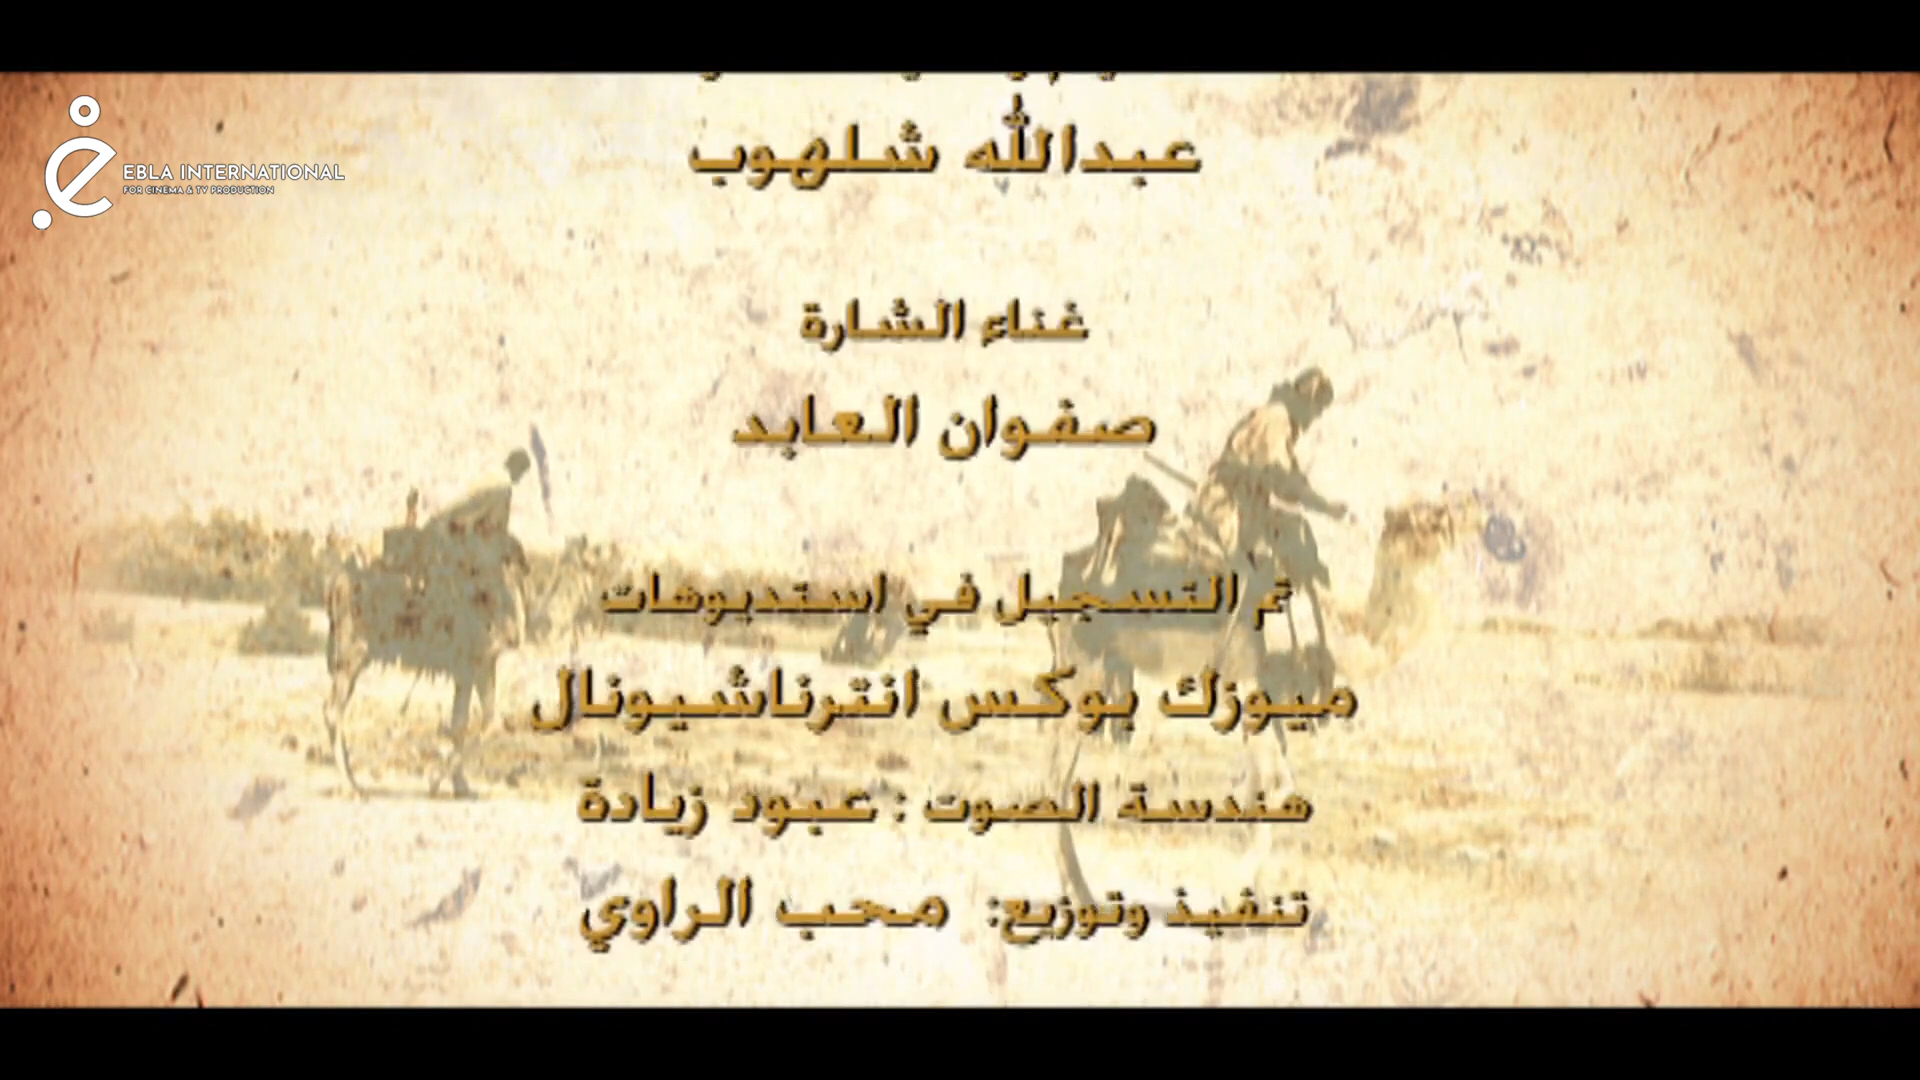 EBLA INTERNATIONAL
FOR CINEMA & TV PRODUCTION
عبدالله شلهوب
غناء الشارة
صفوان العابد
تم التسجيل في استديوهات
ميوزك بوكس انترناشيونال
هندسة الصوت : عبود زيادة
تنفيذ وتوزيع: محب الراوي